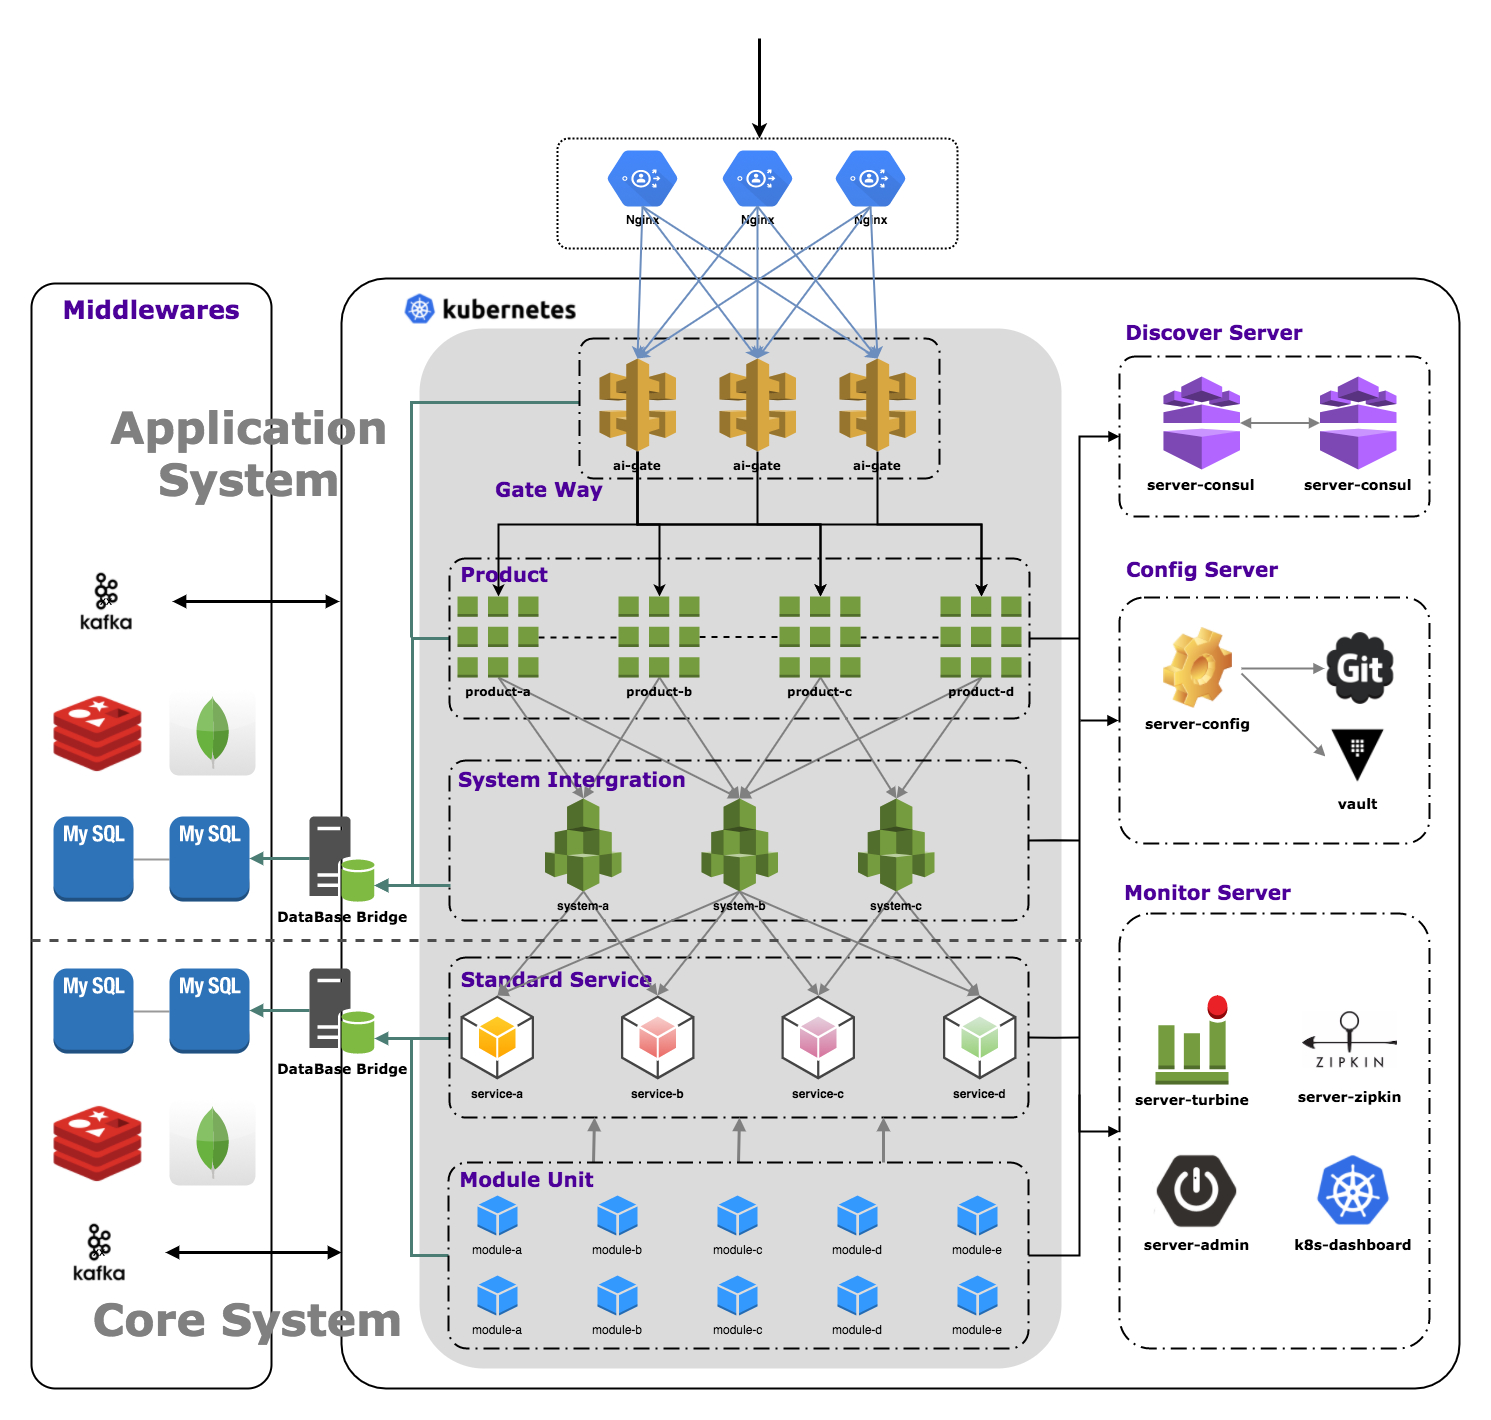 Nginx
Nginx
Nginx
Middlewares
kubernetes
Discover Server
Application
System
ai-gate
ai-gate
ai-gate
server-consul
server-consul
Gate Way
Product
Config Server
kafka
Git
product-a
product-b
product-c
product-d
server-config
System Intergration
vault
My SQL
My SQL
DataBase Bridge
system-a
system-b
system-c
Monitor Server
My SQL
My SQL
Standard Service
DataBase Bridge
service-a
service-b
service-c
service-d
ZIPKIN
server-turbine
server-zipkin
Module Unit
module-a
module-b
module-c
module-d
module-e
server-admin
k8s-dashboard
kafka
Core System
module-a
module-b
module-c
module-d
module-e